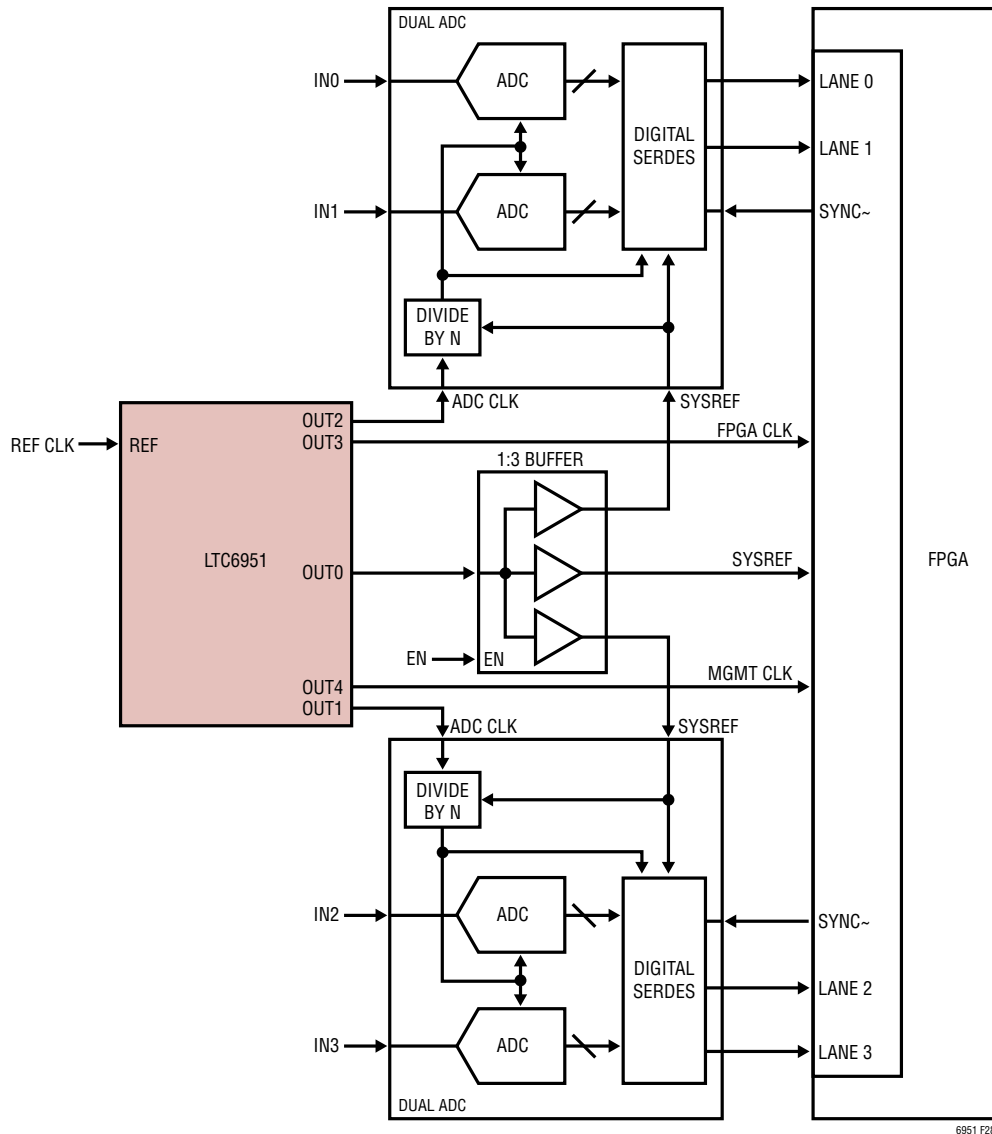 DUAL ADC
IN0
ADC
LANE 0
DIGITAL
SERDES
LANE 1
IN1
ADC
SYNC~
DIVIDE
BY N
ADC CLK
SYSREF
OUT2
FPGA CLK
REF CLK
REF
OUT3
1:3 BUFFER
LTC6951
OUT0
SYSREF
FPGA
EN
EN
MGMT CLK
OUT4
OUT1
ADC CLK
SYSREF
DIVIDE
BY N
IN2
ADC
SYNC~
DIGITAL
SERDES
LANE 2
IN3
ADC
LANE 3
DUAL ADC